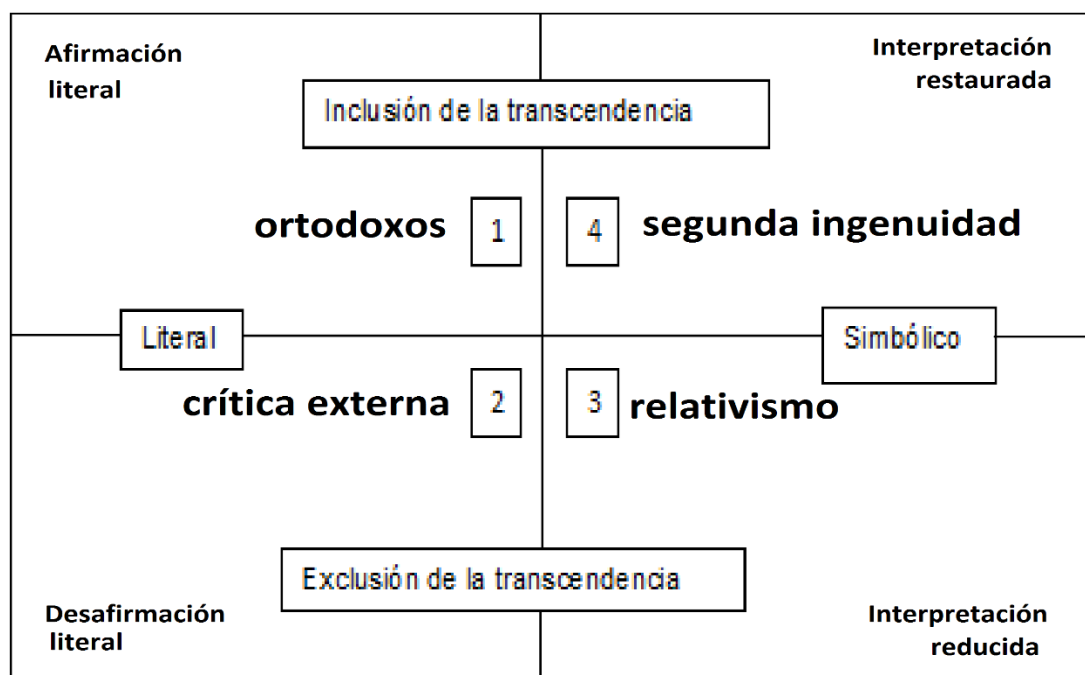 Afirmación
literal
Interpretación
restaurada
Inclusión de la transcendencia
ortodoxos 1 4 segunda ingenuidad
Literal
Simbólico
crítica externa 2 3 relativismo
Exclusión de la transcendencia
Desafirmación
literal
Interpretación
reducida